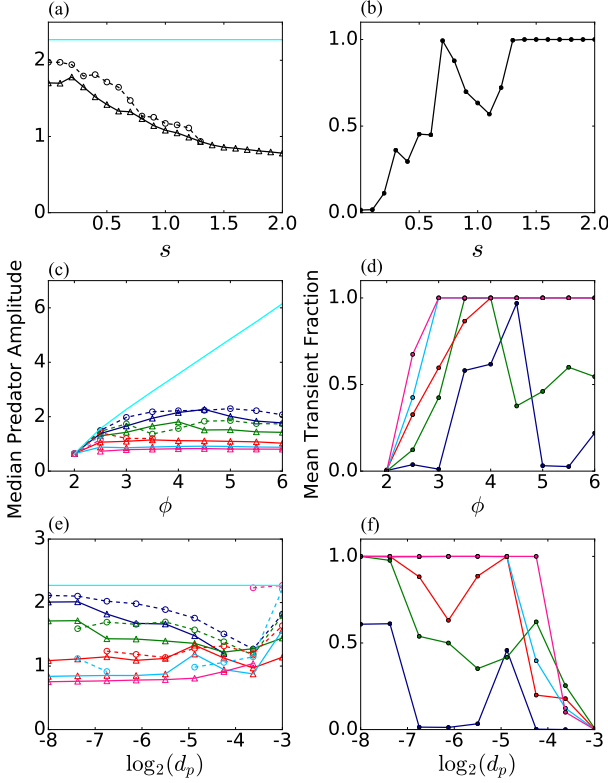 (a) (b)
2 1.0
1 0.5
0 0.0
0.5 1.0 1.5 2.0 0.5 1.0 1.5 2.0
s s
(c) (d)
6 1.0
4 0.5
2
0 0.0
2 3 4 5 6 2 3 4 5 6
ϕ ϕ
Median Predator Amplitude
Mean Transient Fraction
(e) (f)
3 1.0
2 0.5
1
0 0.0
-8 -7 -6 -5 -4 -3 -8 -7 -6 -5 -4 -3
log₂(dₚ) log₂(dₚ)